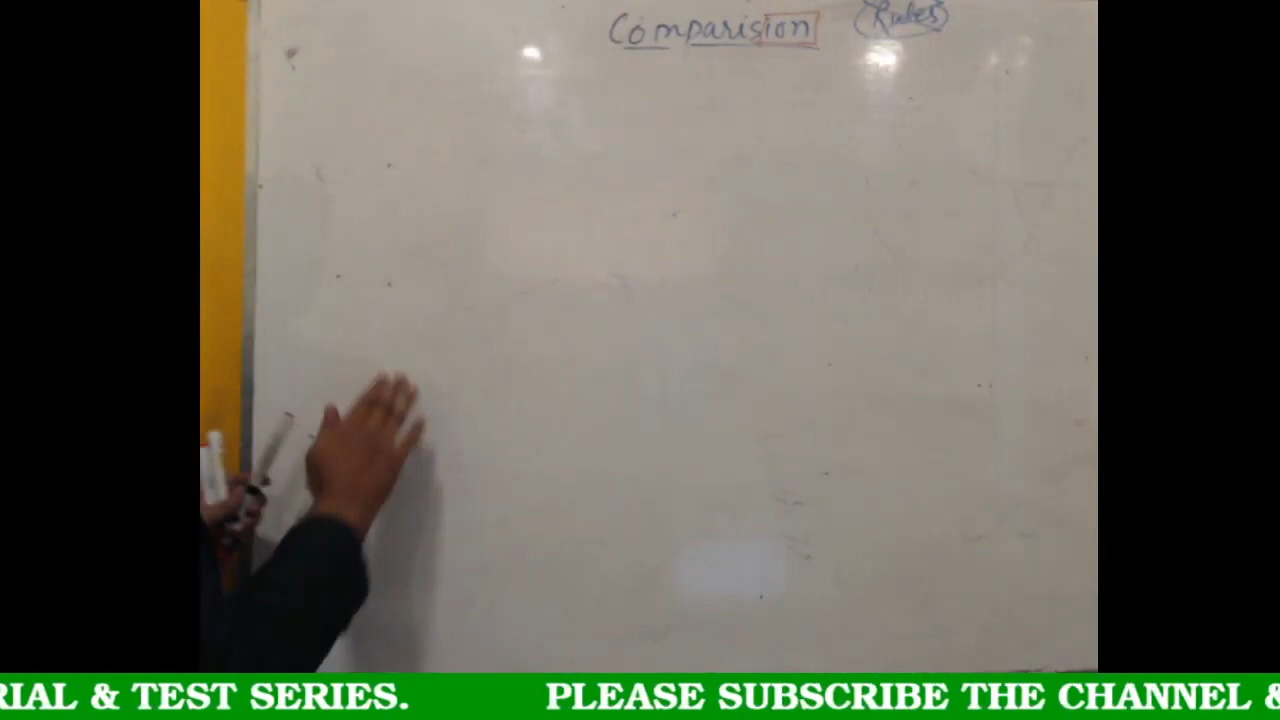 Comparision (Rules)
RIAL & TEST SERIES. PLEASE SUBSCRIBE THE CHANNEL &